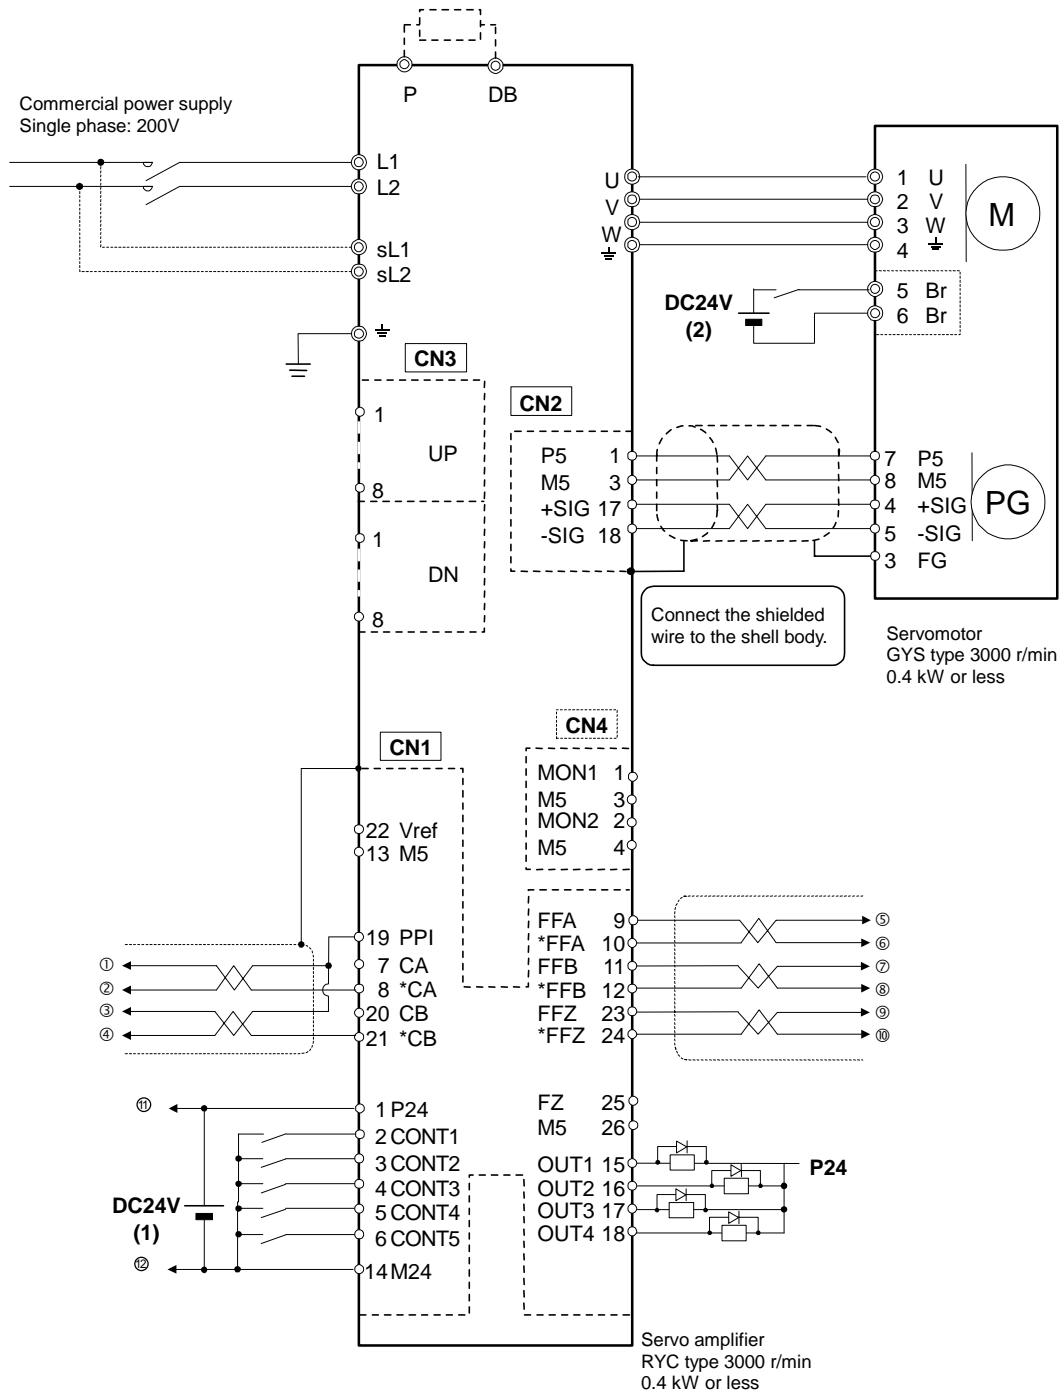 P DB
Commercial power supply
Single phase: 200V
L1
L2
sL1
sL2
U
V
W
1 U
2 V
3 W
4
M
5 Br
6 Br
DC24V
(2)
CN3
1
UP
8
1
DN
8
CN2
P5 1
M5 3
+SIG 17
-SIG 18
7 P5
8 M5
4 +SIG
5 -SIG
3 FG
PG
Connect the shielded
wire to the shell body.
Servomotor
GYS type 3000 r/min
0.4 kW or less
CN1
CN4
MON1 1
M5 3
MON2 2
M5 4
22 Vref
13 M5
19 PPI
7 CA
8 *CA
20 CB
21 *CB
①
②
③
④
FFA 9
*FFA 10
FFB 11
*FFB 12
FFZ 23
*FFZ 24
⑤
⑥
⑦
⑧
⑨
⑩
⑪
1 P24
2 CONT1
3 CONT2
4 CONT3
5 CONT4
6 CONT5
14 M24
DC24V
(1)
⑫
FZ 25
M5 26
OUT1 15
OUT2 16
OUT3 17
OUT4 18
P24
Servo amplifier
RYC type 3000 r/min
0.4 kW or less